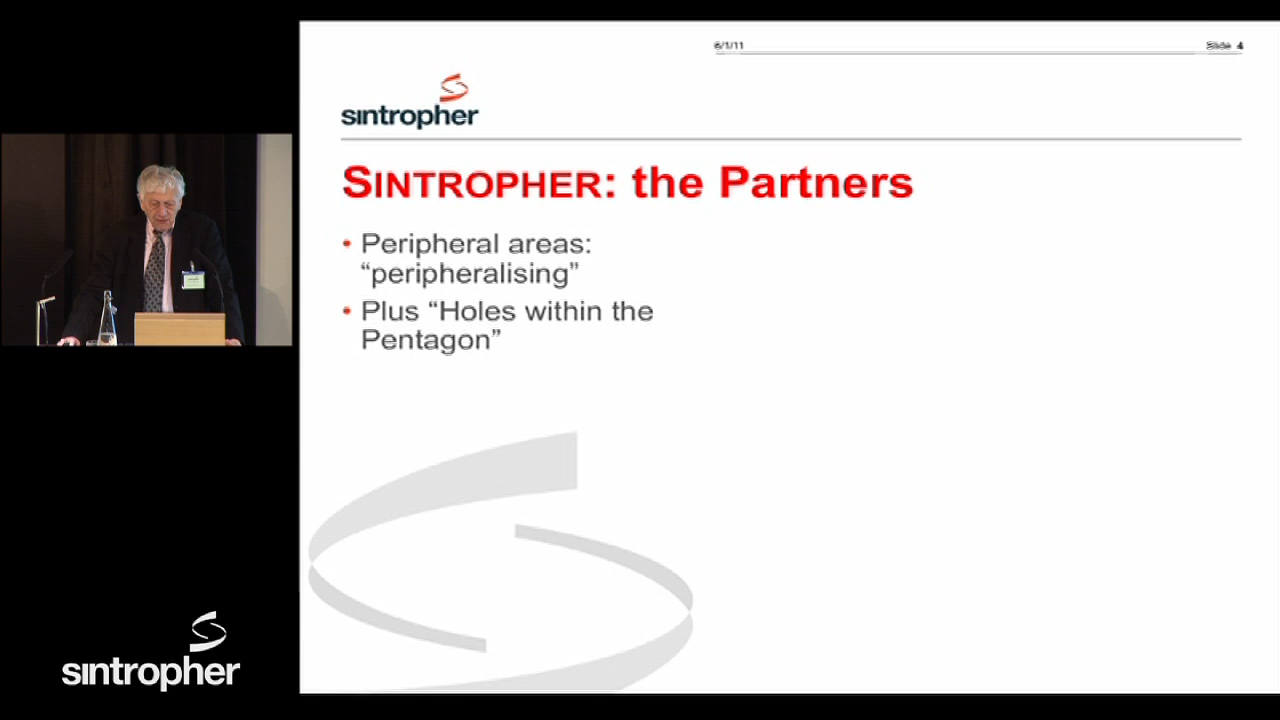 6/1/11
Slide 4
sintropher
SINTROPHER: the Partners
• Peripheral areas:
“peripheralising”
• Plus “Holes within the
Pentagon”
sintropher